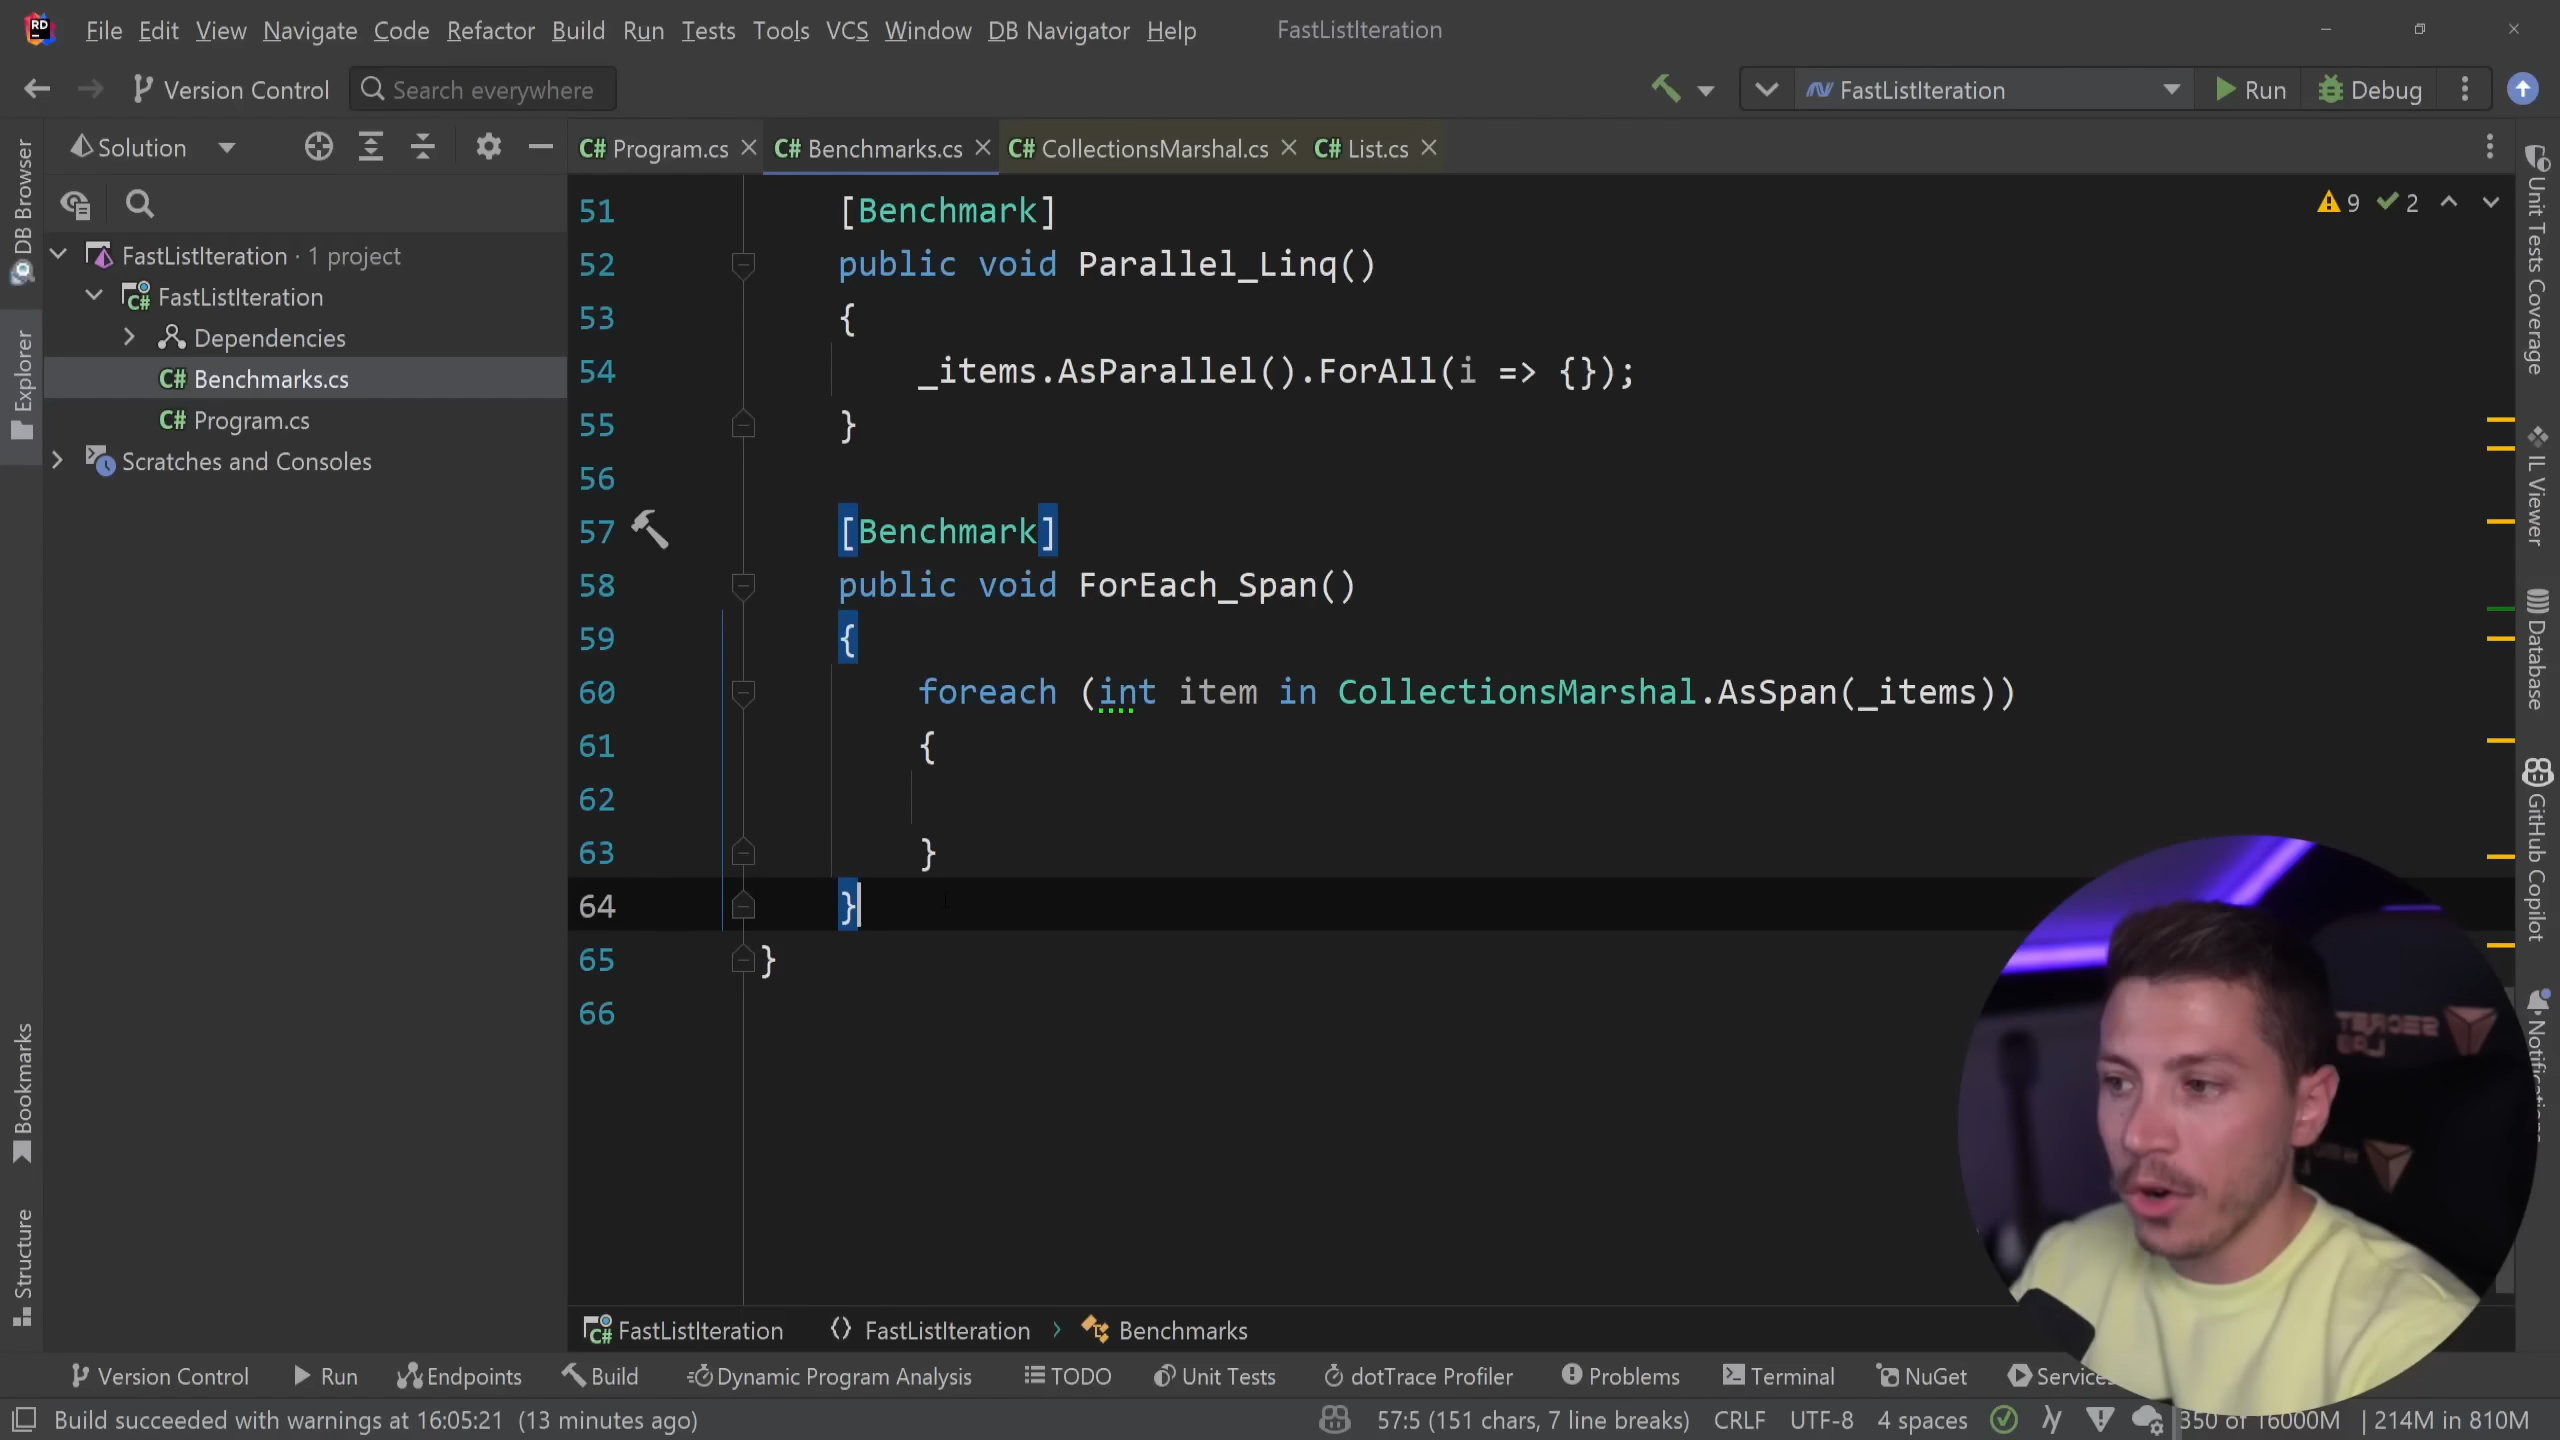 File Edit View Navigate Code Refactor Build Run Tests Tools VCS Window DB Navigator Help FastListIteration
Version Control Search everywhere FastListIteration Run Debug
Solution
C# Program.cs C# Benchmarks.cs C# CollectionsMarshal.cs C# List.cs
FastListIteration · 1 project
C# FastListIteration
Dependencies
C# Benchmarks.cs
C# Program.cs
Scratches and Consoles
DB Browser
Explorer
Bookmarks
Structure
9 2
51 [Benchmark]
52 public void Parallel_Linq()
53 {
54 _items.AsParallel().ForAll(i => {});
55 }
56
57 [Benchmark]
58 public void ForEach_Span()
59 {
60 foreach (int item in CollectionsMarshal.AsSpan(_items))
61 {
62
63 }
64 }
65 }
66
Unit Tests Coverage
IL Viewer
Database
GitHub Copilot
Notifications
FastListIteration FastListIteration Benchmarks
Version Control Run Endpoints Build Dynamic Program Analysis TODO Unit Tests dotTrace Profiler Problems Terminal NuGet
Build succeeded with warnings at 16:05:21 (13 minutes ago) 57:5 (151 chars, 7 line breaks) CRLF UTF-8 4 spaces 350 of 16000M 214M in 810M